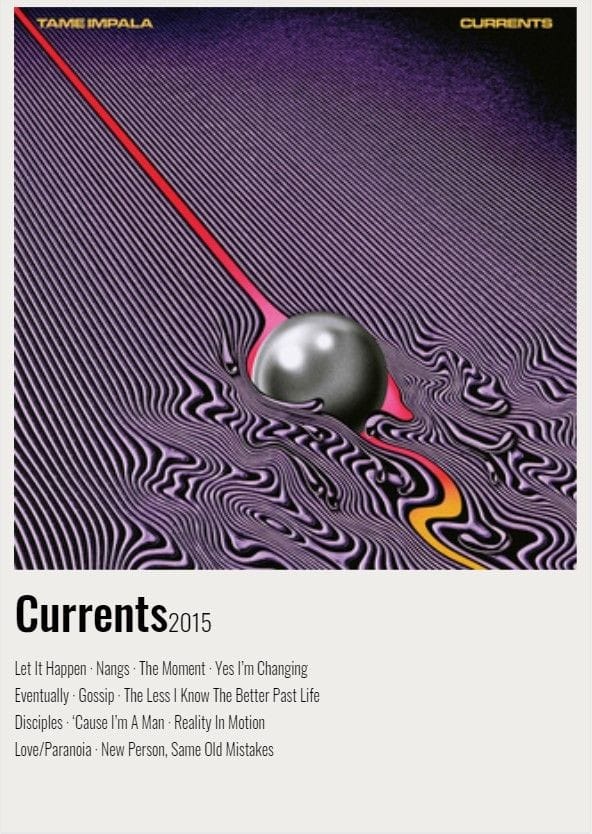 TAME IMPALA
CURRENTS
Currents2015
Let It Happen · Nangs · The Moment · Yes I’m Changing
Eventually · Gossip · The Less I Know The Better Past Life
Disciples · ‘Cause I’m A Man · Reality In Motion
Love/Paranoia · New Person, Same Old Mistakes